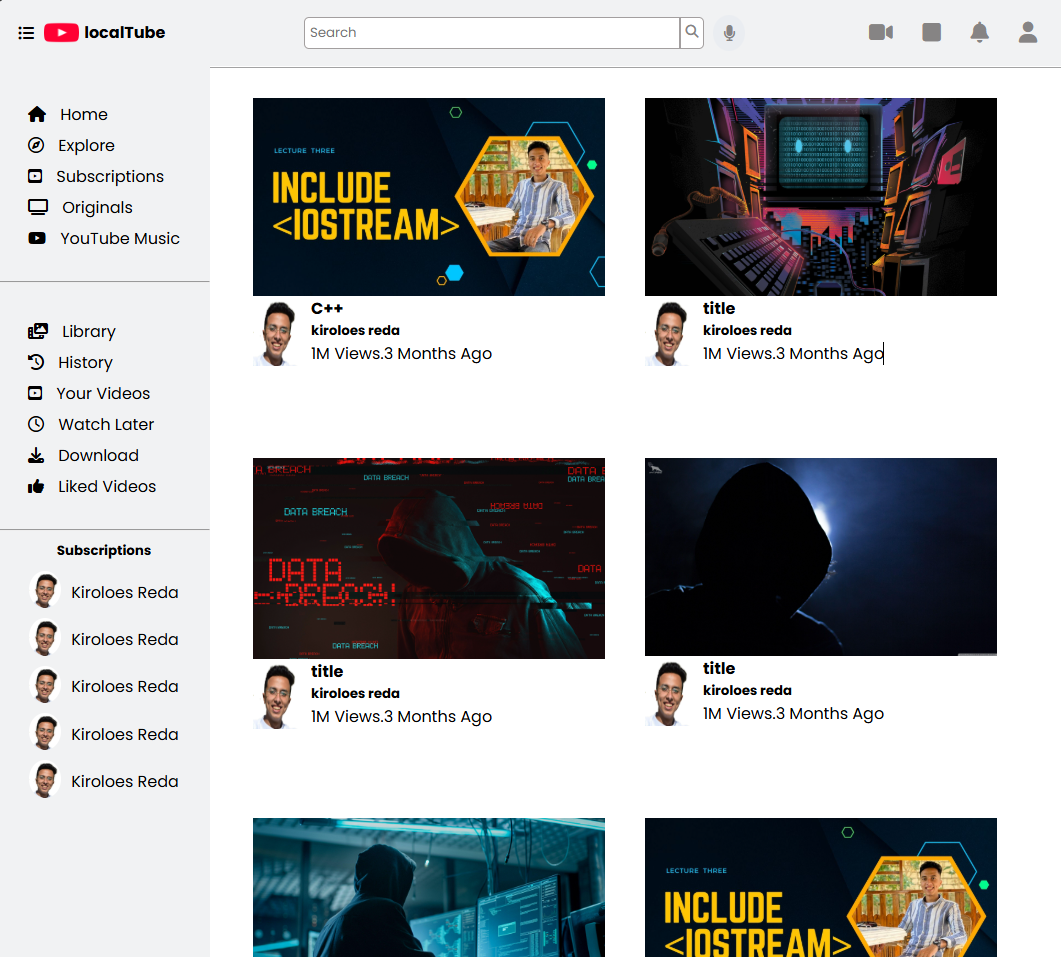 localTube
Search
Home
Explore
Subscriptions
Originals
YouTube Music
Library
History
Your Videos
Watch Later
Download
Liked Videos
Subscriptions
Kiroloes Reda
Kiroloes Reda
Kiroloes Reda
Kiroloes Reda
Kiroloes Reda
LECTURE THREE
INCLUDE
<IOSTREAM>
C++
kiroloes reda
1M Views.3 Months Ago
title
kiroloes reda
1M Views.3 Months Ago
DATA BREACH
DATA BREACH
DATA BREACH
DATA
DATA BREACH
title
kiroloes reda
1M Views.3 Months Ago
title
kiroloes reda
1M Views.3 Months Ago
LECTURE THREE
INCLUDE
<IOSTREAM>